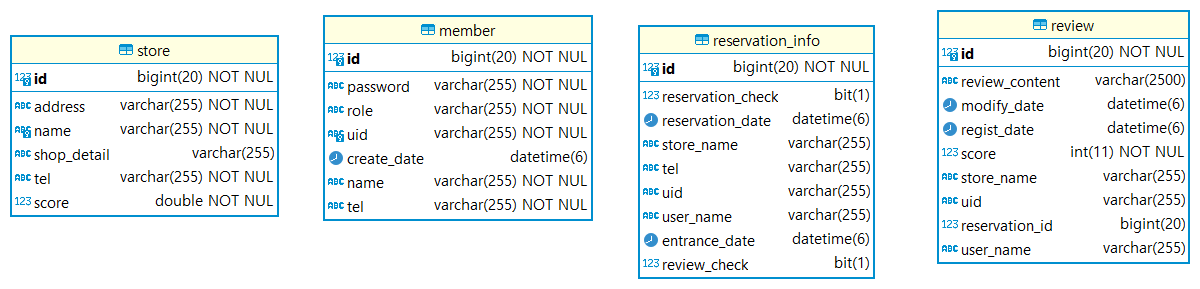 store
123 id bigint(20) NOT NUL
ABC address varchar(255) NOT NUL
ABC name varchar(255) NOT NUL
ABC shop_detail varchar(255)
ABC tel varchar(255) NOT NUL
123 score double NOT NUL
member
123 id bigint(20) NOT NUL
ABC password varchar(255) NOT NUL
ABC role varchar(255) NOT NUL
ABC uid varchar(255) NOT NUL
create_date datetime(6)
ABC name varchar(255) NOT NUL
ABC tel varchar(255) NOT NUL
reservation_info
123 id bigint(20) NOT NUL
123 reservation_check bit(1)
reservation_date datetime(6)
ABC store_name varchar(255)
ABC tel varchar(255)
ABC uid varchar(255)
ABC user_name varchar(255)
entrance_date datetime(6)
123 review_check bit(1)
review
123 id bigint(20) NOT NUL
ABC review_content varchar(2500)
modify_date datetime(6)
regist_date datetime(6)
123 score int(11) NOT NUL
ABC store_name varchar(255)
ABC uid varchar(255)
123 reservation_id bigint(20)
ABC user_name varchar(255)